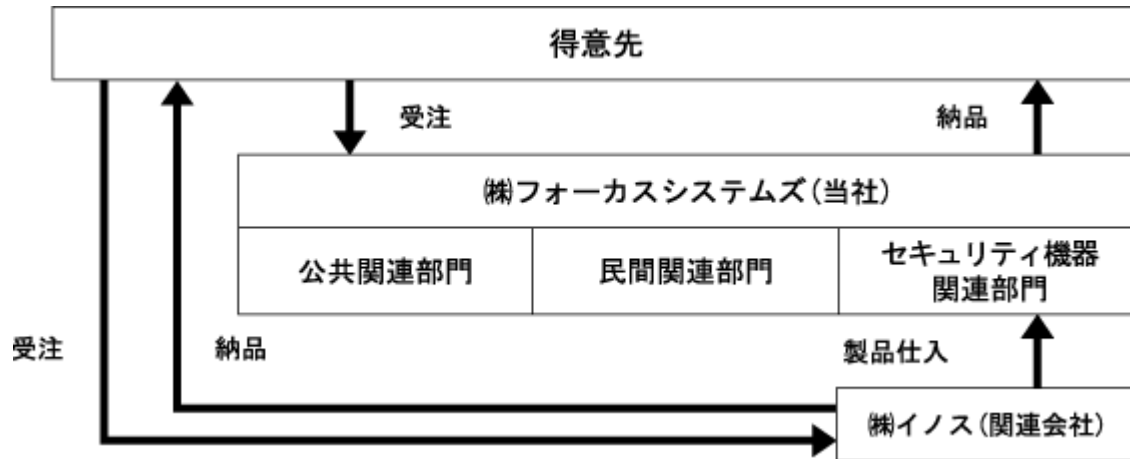 得意先
受注
納品
㈱フォーカスシステムズ(当社)
公共関連部門
民間関連部門
セキュリティ機器
関連部門
受注
納品
製品仕入
㈱イノス(関連会社)